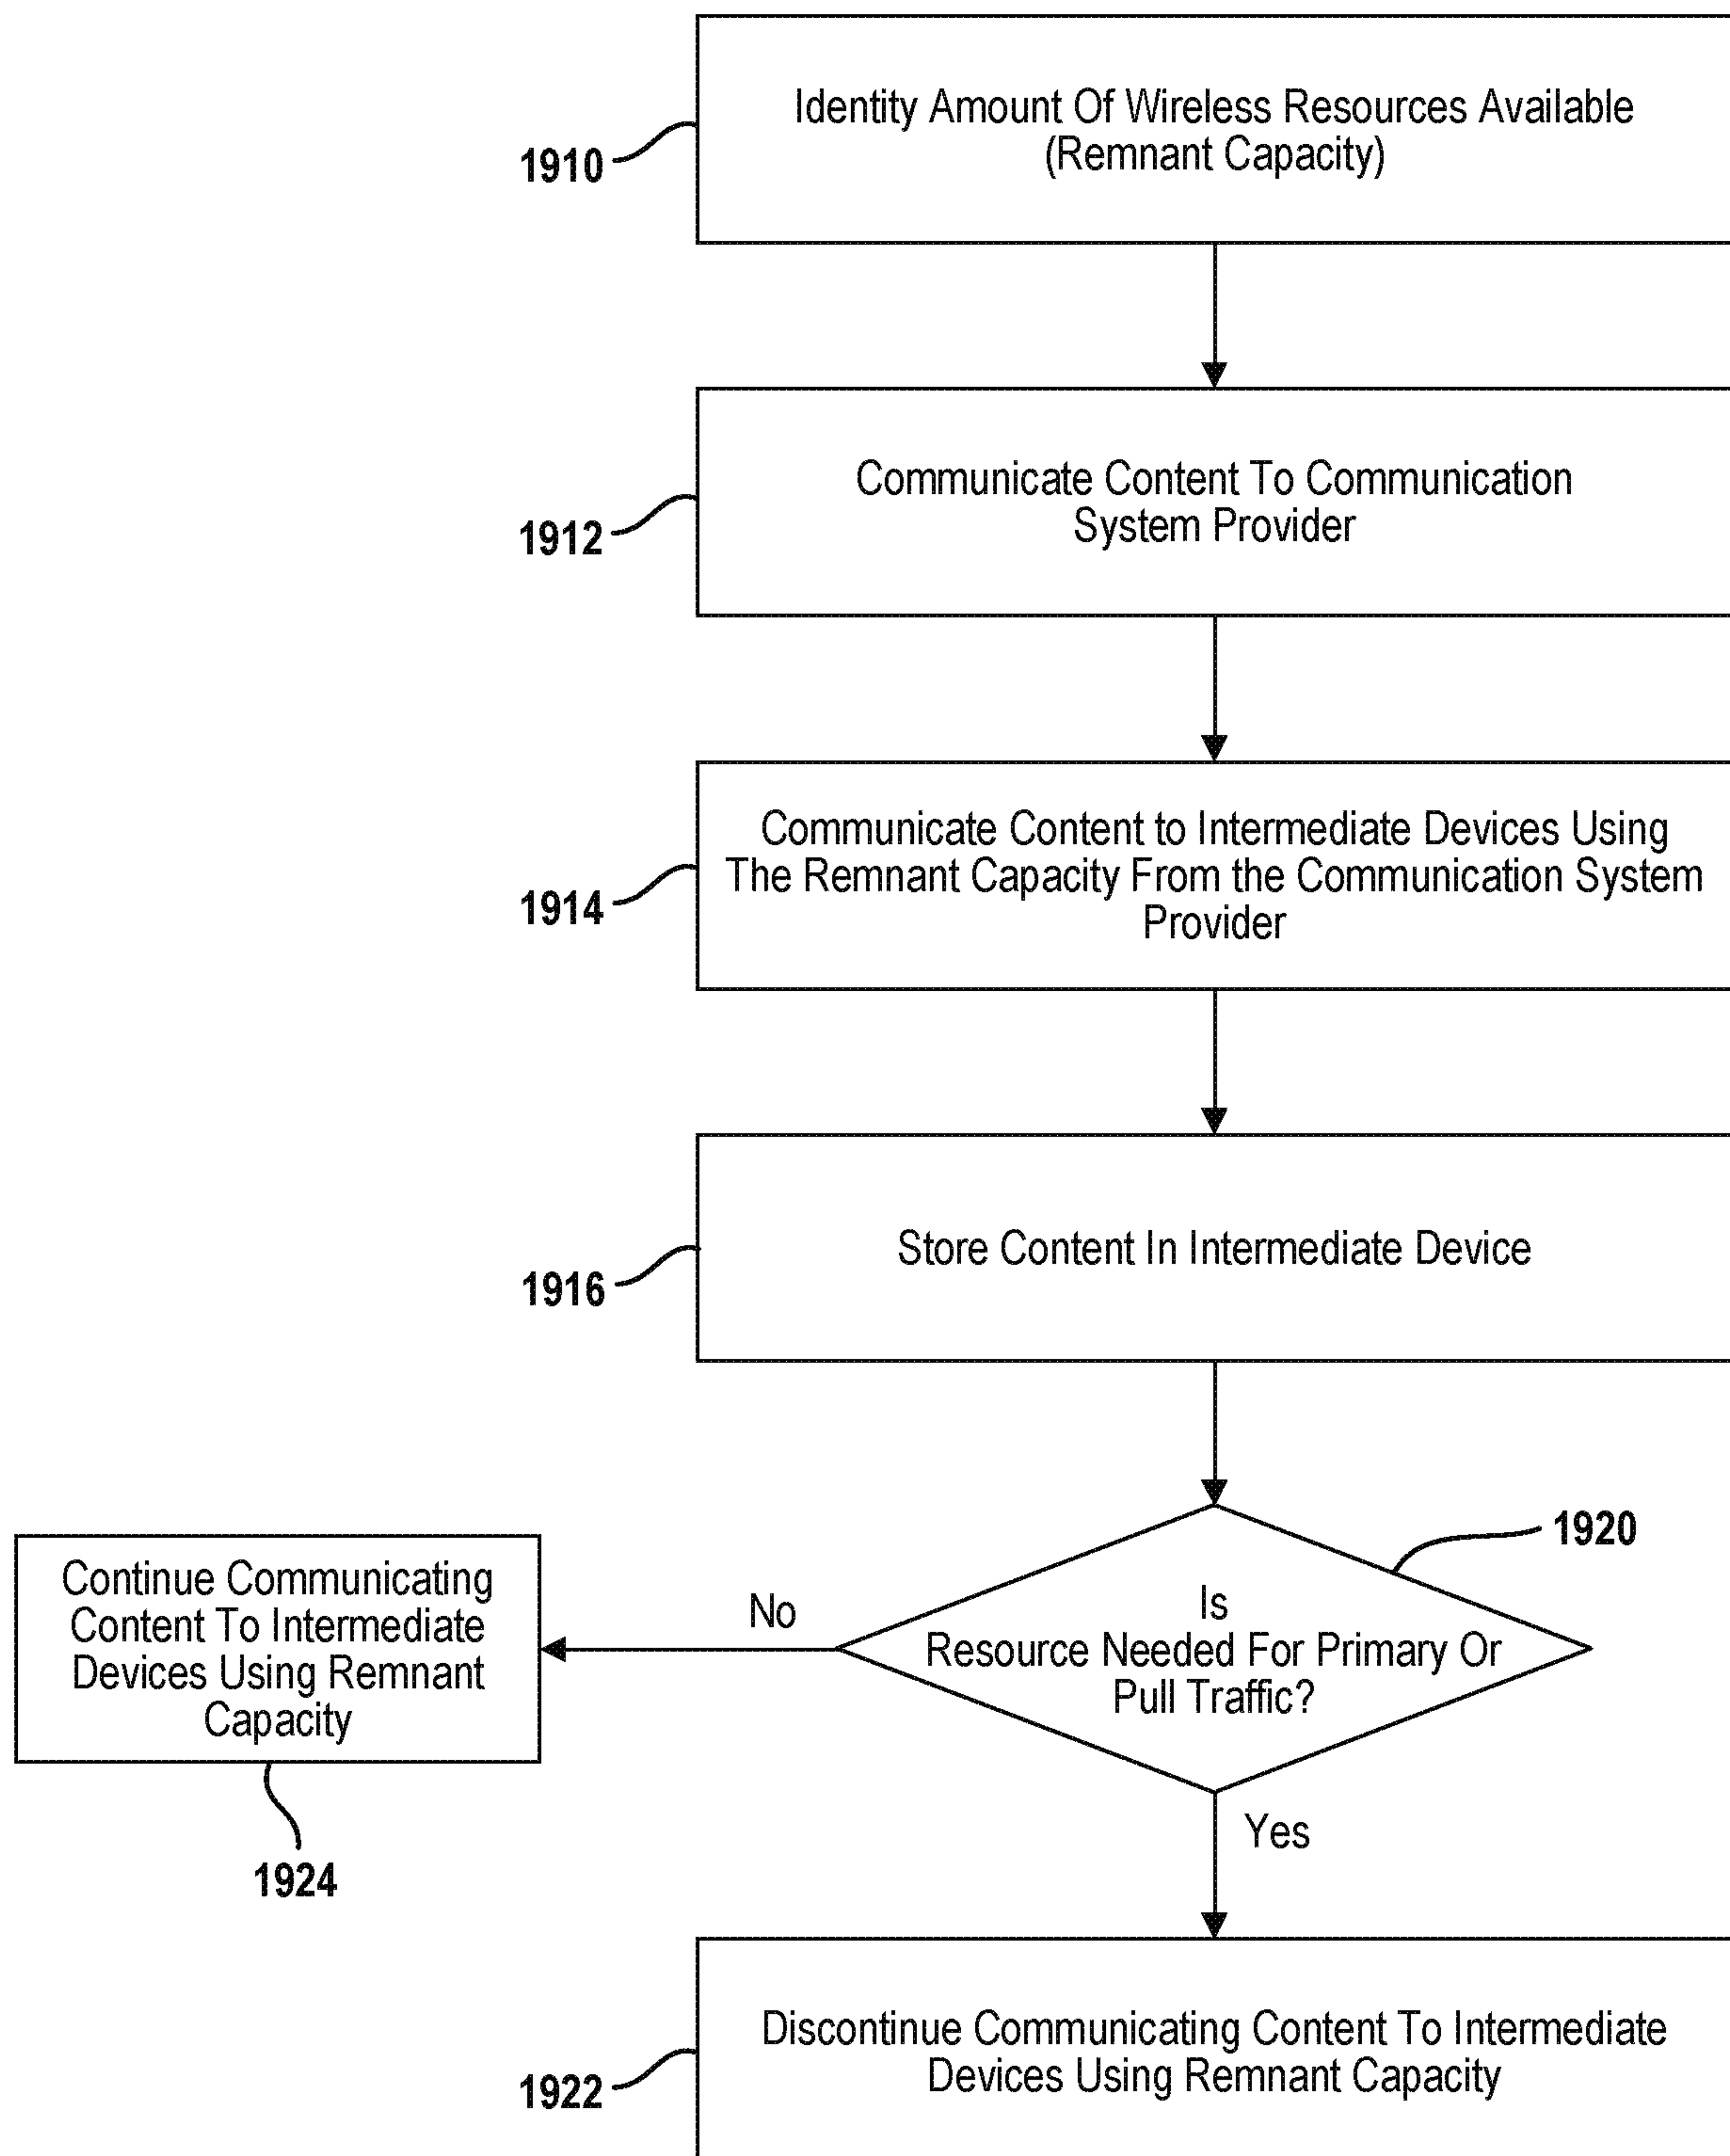 Identity Amount Of Wireless Resources Available
(Remnant Capacity)
1910
Communicate Content To Communication
System Provider
1912
Communicate Content to Intermediate Devices Using
The Remnant Capacity From the Communication System
Provider
1914
Store Content In Intermediate Device
1916
1920
Is
Resource Needed For Primary Or
Pull Traffic?
No
Continue Communicating
Content To Intermediate
Devices Using Remnant
Capacity
1924
Yes
Discontinue Communicating Content To Intermediate
Devices Using Remnant Capacity
1922